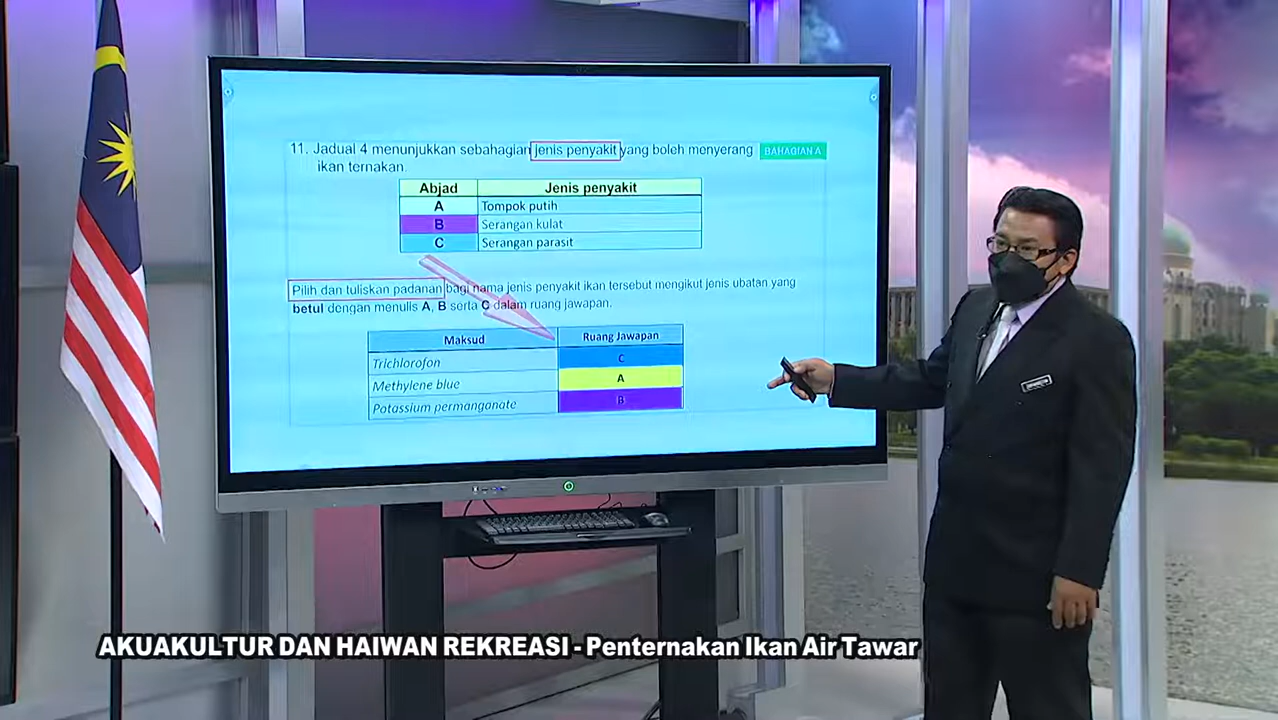 11. Jadual 4 menunjukkan sebahagian jenis penyakit yang boleh menyerang BAHAGIAN A
ikan ternakan.
Abjad Jenis penyakit
A Tompok putih
B Serangan kulat
C Serangan parasit
Pilih dan tuliskan padanan bagi nama jenis penyakit ikan tersebut mengikut jenis ubatan yang
betul dengan menulis A, B serta C dalam ruang jawapan.
Maksud Ruang Jawapan
Trichlorofon C
Methylene blue A
Potassium permanganate B
AKUAKULTUR DAN HAIWAN REKREASI - Penternakan Ikan Air Tawar